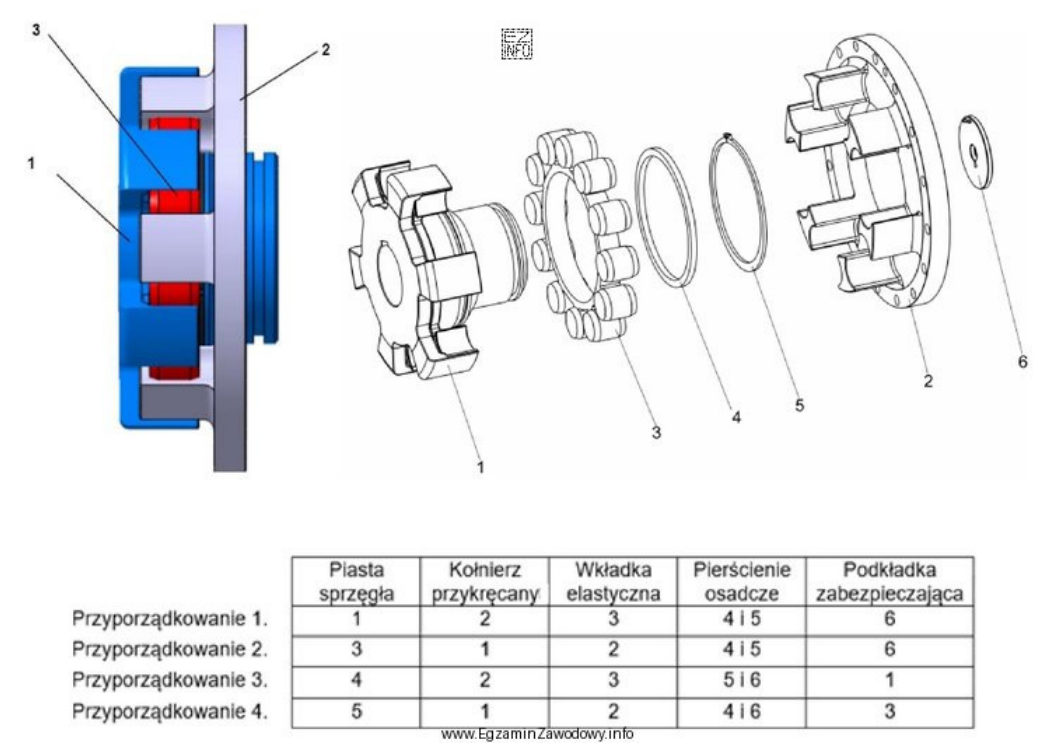 3
2
1
EZ
INFO
1
3
4
5
2
6
Piasta sprzęgła
Kołnierz przykręcany
Wkładka elastyczna
Pierścienie osadcze
Podkładka zabezpieczająca
Przyporządkowanie 1. 1 2 3 4 i 5 6
Przyporządkowanie 2. 3 1 2 4 i 5 6
Przyporządkowanie 3. 4 2 3 5 i 6 1
Przyporządkowanie 4. 5 1 2 4 i 6 3
www.EgzaminZawodowy.info